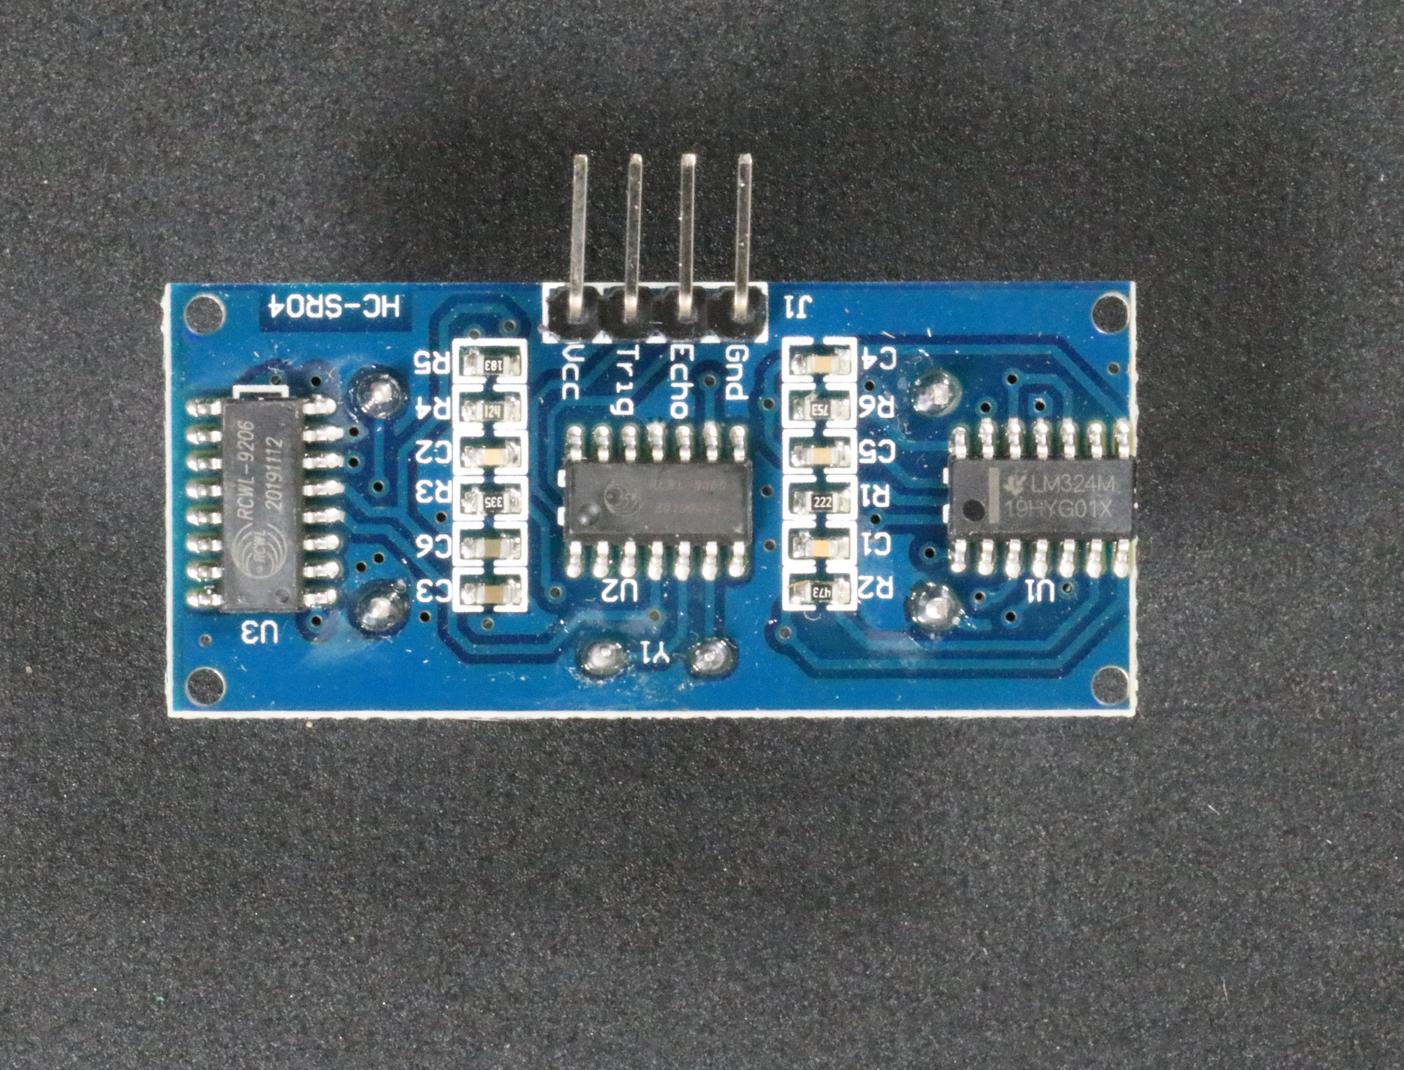 HC-SR04
J1
Vcc
Trig
Echo
Gnd
R5
183
R4
124
C2
R3
335
C6
C3
C4
R6
753
C5
R1
222
C1
R2
473
RCWL-9206
20191112
RCWL
U3
U2
LM324M
19HYG01X
U1
Y1